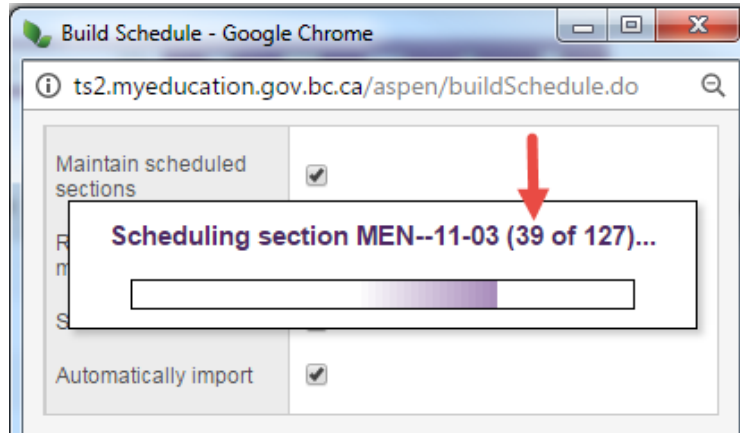 Build Schedule - Google Chrome
ts2.myeducation.gov.bc.ca/aspen/buildSchedule.do
Maintain scheduled
sections
Scheduling section MEN--11-03 (39 of 127)...
Automatically import